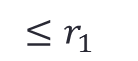 ≤ r₁